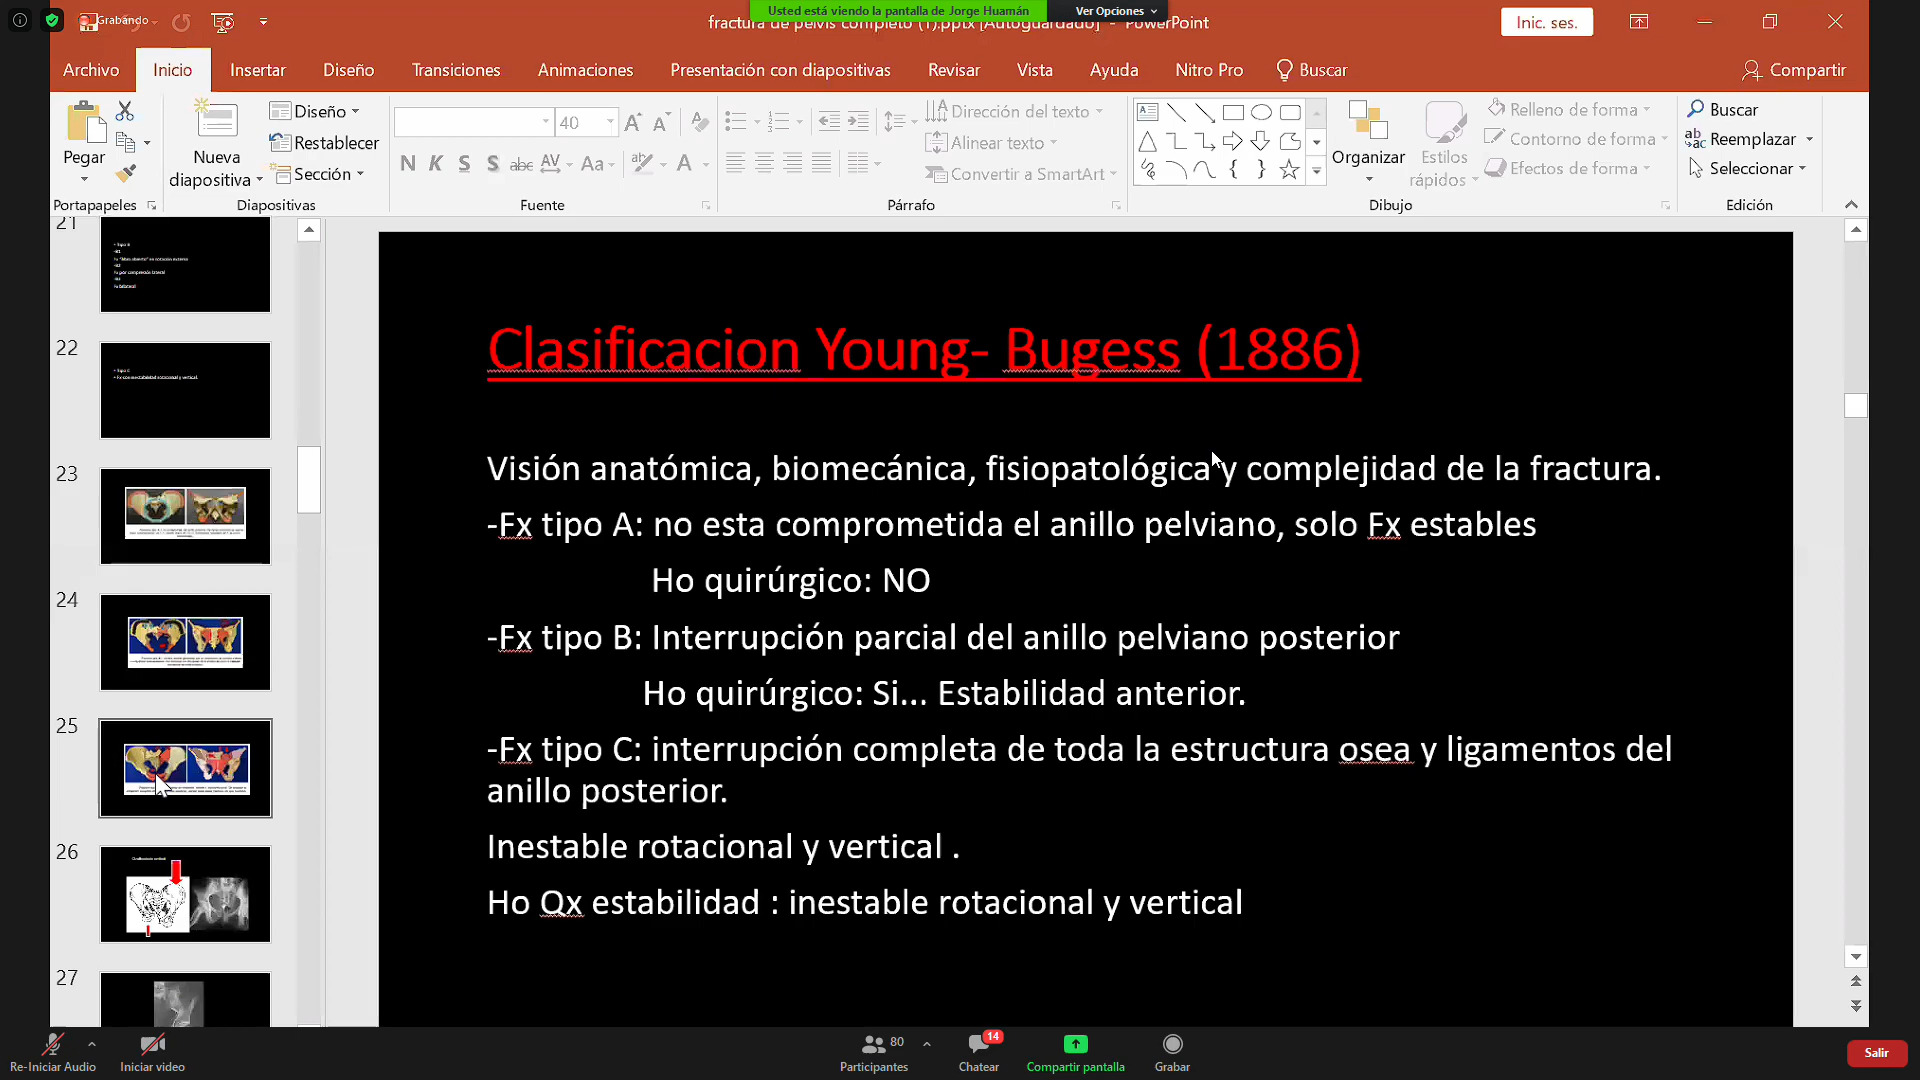 Grabando
Usted está viendo la pantalla de Jorge Huamán
Ver Opciones
fractura de pelvis completo (1).pptx [Autoguardado] - PowerPoint
Inic. ses.
Archivo Inicio Insertar Diseño Transiciones Animaciones Presentación con diapositivas Revisar Vista Ayuda Nitro Pro Buscar Compartir
Pegar
Portapapeles
Nueva diapositiva
Diseño
Restablecer
Sección
Diapositivas
40
N K S S abc AV Aa A
Fuente
Dirección del texto
Alinear texto
Convertir a SmartArt
Párrafo
Organizar
Estilos rápidos
Relleno de forma
Contorno de forma
Efectos de forma
Dibujo
Buscar
Reemplazar
Seleccionar
Edición
21
22
23
24
25
26
27
Clasificacion Young- Bugess (1886)
Visión anatómica, biomecánica, fisiopatológica y complejidad de la fractura.
-Fx tipo A: no esta comprometida el anillo pelviano, solo Fx estables
Ho quirúrgico: NO
-Fx tipo B: Interrupción parcial del anillo pelviano posterior
Ho quirúrgico: Si... Estabilidad anterior.
-Fx tipo C: interrupción completa de toda la estructura osea y ligamentos del
anillo posterior.
Inestable rotacional y vertical .
Ho Qx estabilidad : inestable rotacional y vertical
Re-Iniciar Audio
Iniciar video
80
Participantes
14
Chatear
Compartir pantalla
Grabar
Salir